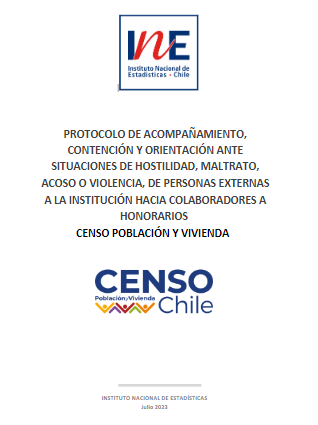 INE
Instituto Nacional de
Estadísticas • Chile
PROTOCOLO DE ACOMPAÑAMIENTO,
CONTENCIÓN Y ORIENTACIÓN ANTE
SITUACIONES DE HOSTILIDAD, MALTRATO,
ACOSO O VIOLENCIA, DE PERSONAS EXTERNAS
A LA INSTITUCIÓN HACIA COLABORADORES A
HONORARIOS
CENSO POBLACIÓN Y VIVIENDA
CENSO
Población y Vivienda
Chile
INSTITUTO NACIONAL DE ESTADÍSTICAS
Julio 2023